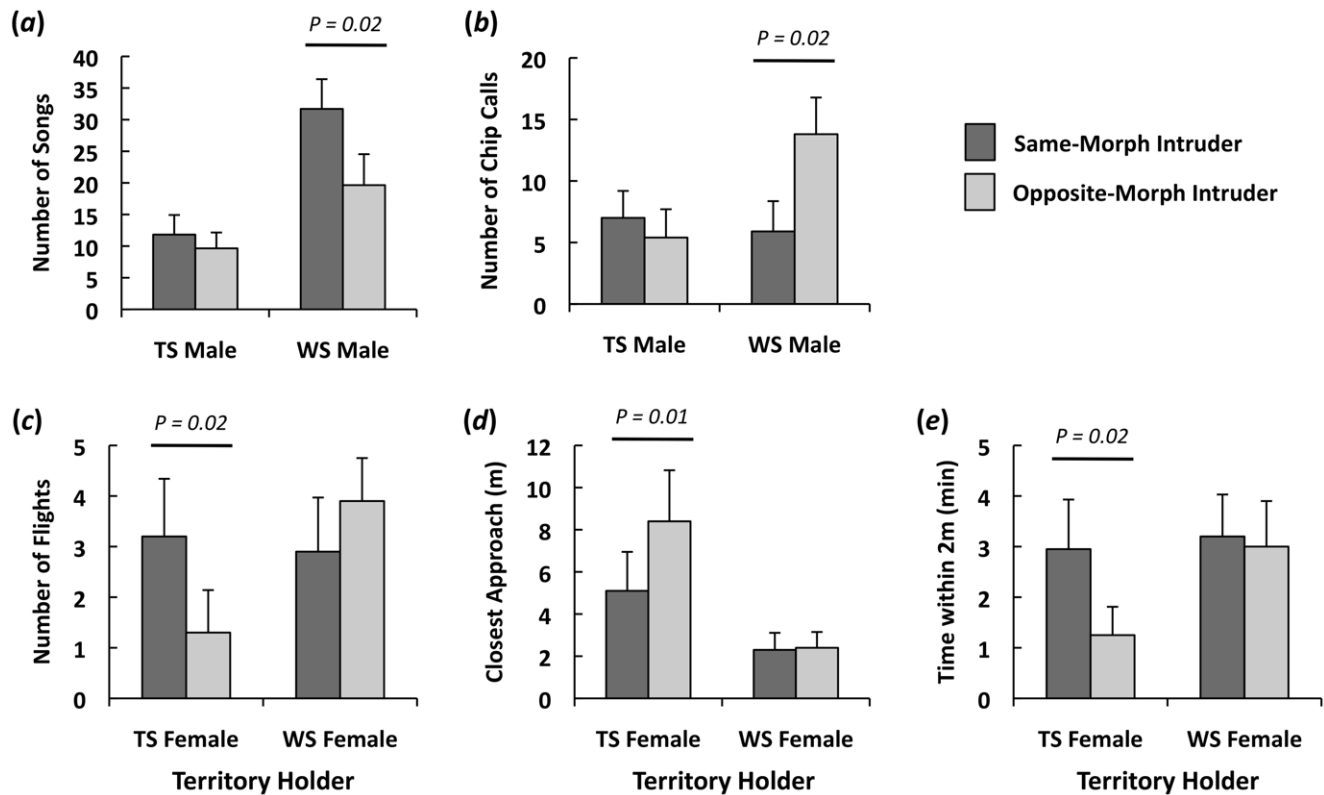 (a)
P = 0.02
Number of Songs
40
35
30
25
20
15
10
5
0
TS Male
WS Male
(b)
P = 0.02
Number of Chip Calls
20
15
10
5
0
TS Male
WS Male
Same-Morph Intruder
Opposite-Morph Intruder
(c)
P = 0.02
Number of Flights
5
4
3
2
1
0
TS Female
WS Female
Territory Holder
(d)
P = 0.01
Closest Approach (m)
12
10
8
6
4
2
0
TS Female
WS Female
Territory Holder
(e)
P = 0.02
Time within 2m (min)
5
4
3
2
1
0
TS Female
WS Female
Territory Holder